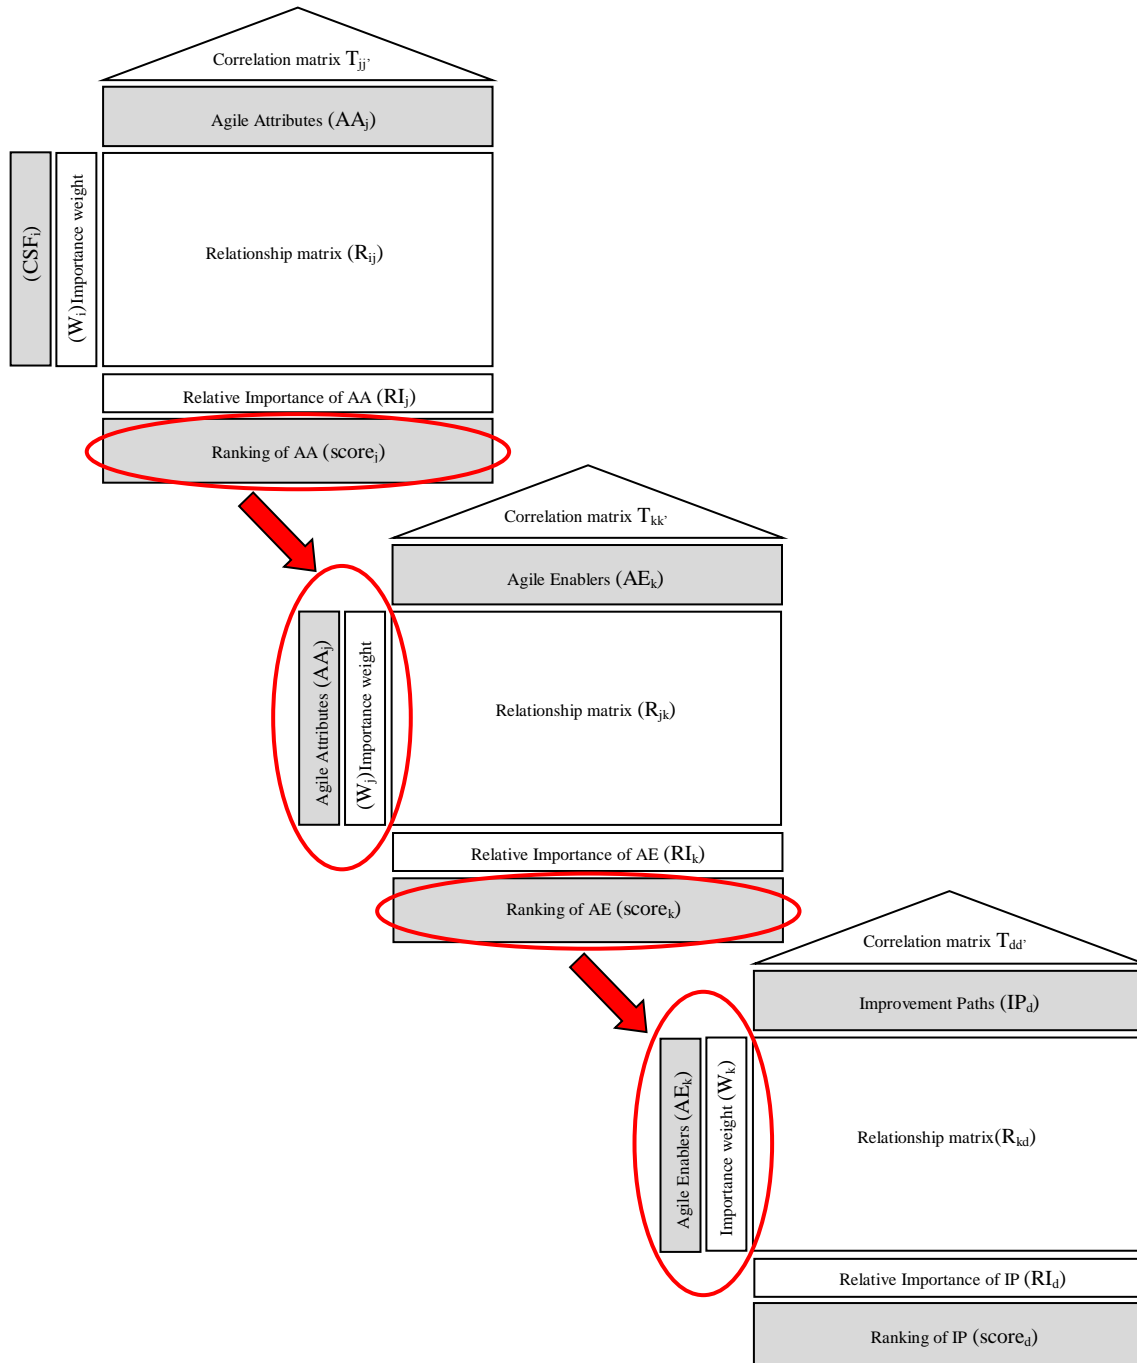 Correlation matrix Tjj'
Agile Attributes (AAj)
(CSFi)
(Wi)Importance weight
Relationship matrix (Rij)
Relative Importance of AA (RIj)
Ranking of AA (scorej)
Correlation matrix Tkk'
Agile Enablers (AEk)
Agile Attributes (AAj)
(Wj)Importance weight
Relationship matrix (Rjk)
Relative Importance of AE (RIk)
Ranking of AE (scorek)
Correlation matrix Tdd'
Improvement Paths (IPd)
Agile Enablers (AEk)
Importance weight (Wk)
Relationship matrix(Rkd)
Relative Importance of IP (RId)
Ranking of IP (scored)